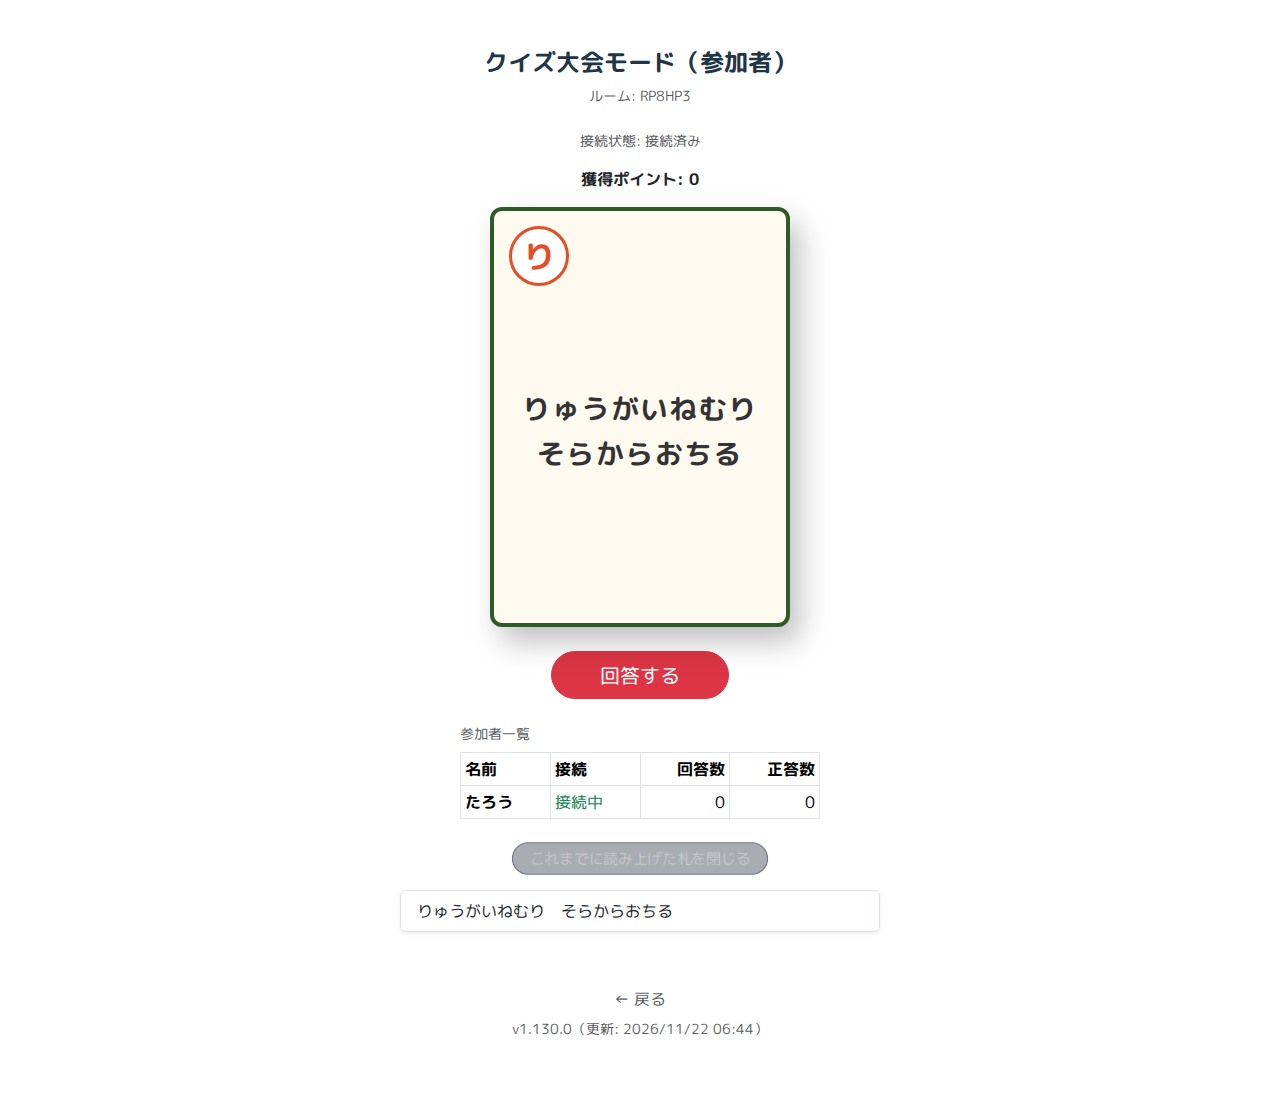 クイズ大会モード（参加者）
ルーム: RP8HP3
接続状態: 接続済み
獲得ポイント: 0
り
りゅうがいねむり
そらからおちる
回答する
参加者一覧
名前 接続 回答数 正答数
たろう 接続中 0 0
これまでに読み上げた札を閉じる
りゅうがいねむり　そらからおちる
← 戻る
v1.130.0（更新: 2026/11/22 06:44）